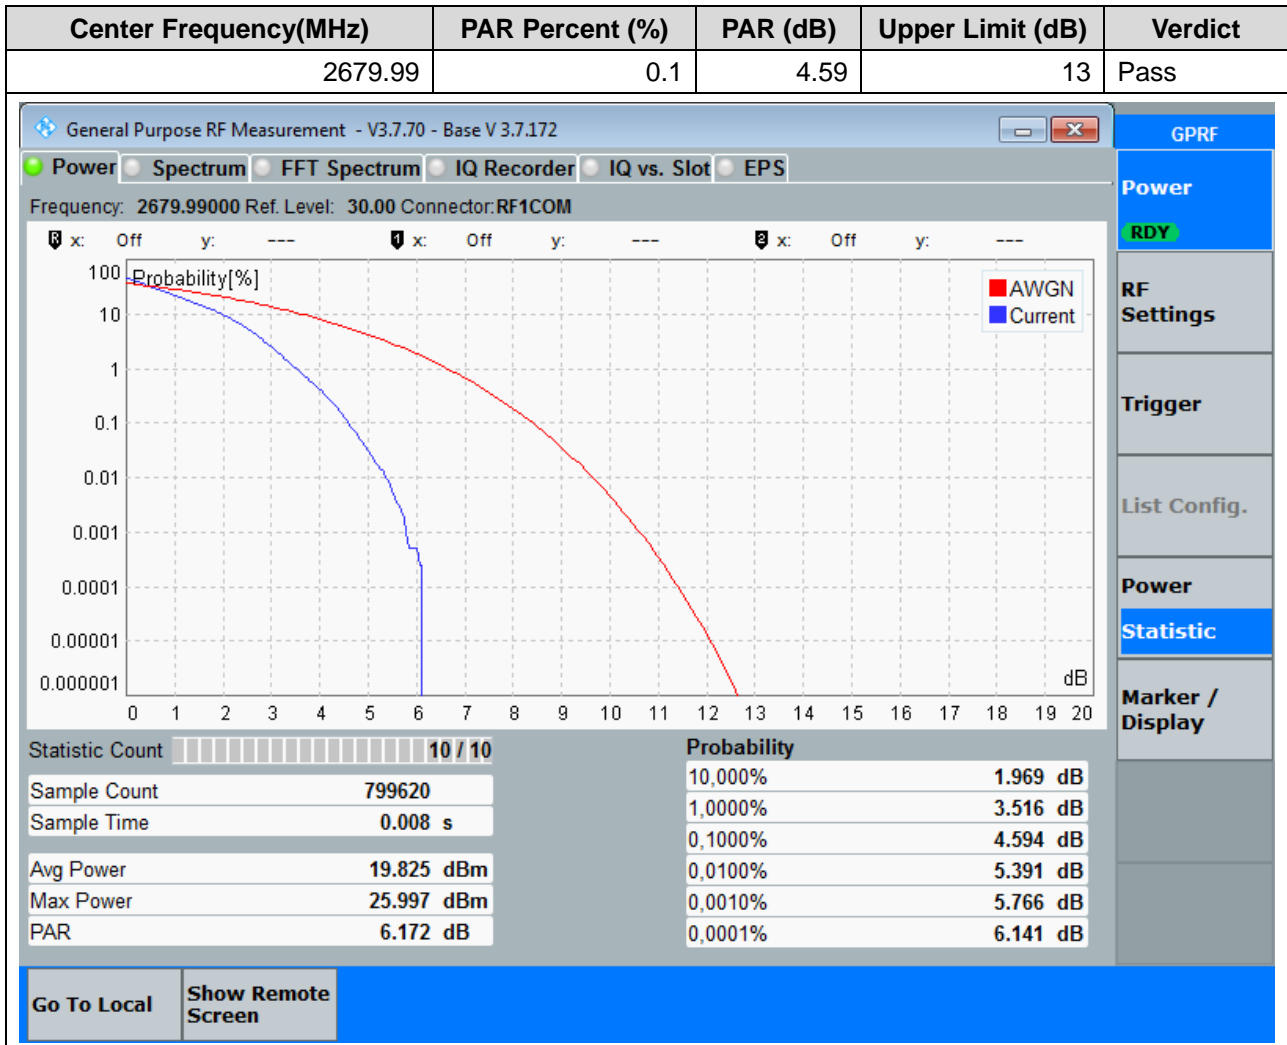 Center Frequency(MHz) PAR Percent (%) PAR (dB) Upper Limit (dB) Verdict
2679.99 0.1 4.59 13 Pass
General Purpose RF Measurement - V3.7.70 - Base V 3.7.172
GPRF
Power Spectrum FFT Spectrum IQ Recorder IQ vs. Slot EPS
Frequency: 2679.99000 Ref. Level: 30.00 Connector: RF1COM
R x: Off y: --- 1 x: Off y: --- 2 x: Off y: ---
Probability[%]
100
10
1
0.1
0.01
0.001
0.0001
0.00001
0.000001
AWGN
Current
dB
0 1 2 3 4 5 6 7 8 9 10 11 12 13 14 15 16 17 18 19 20
Statistic Count 10 / 10
Sample Count 799620
Sample Time 0.008 s
Avg Power 19.825 dBm
Max Power 25.997 dBm
PAR 6.172 dB
Probability
10,000% 1.969 dB
1,0000% 3.516 dB
0,1000% 4.594 dB
0,0100% 5.391 dB
0,0010% 5.766 dB
0,0001% 6.141 dB
Power
RDY
RF
Settings
Trigger
List Config.
Power
Statistic
Marker /
Display
Go To Local
Show Remote
Screen